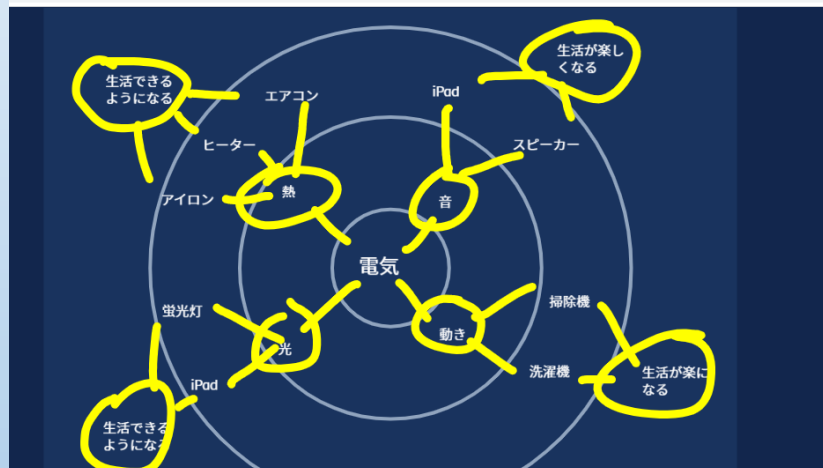 生活が楽し
くなる
生活できる
ようになる
エアコン
iPad
ヒーター
スピーカー
アイロン
熱
音
電気
蛍光灯
掃除機
光
動き
iPad
洗濯機
生活が楽に
なる
生活できる
ようになる